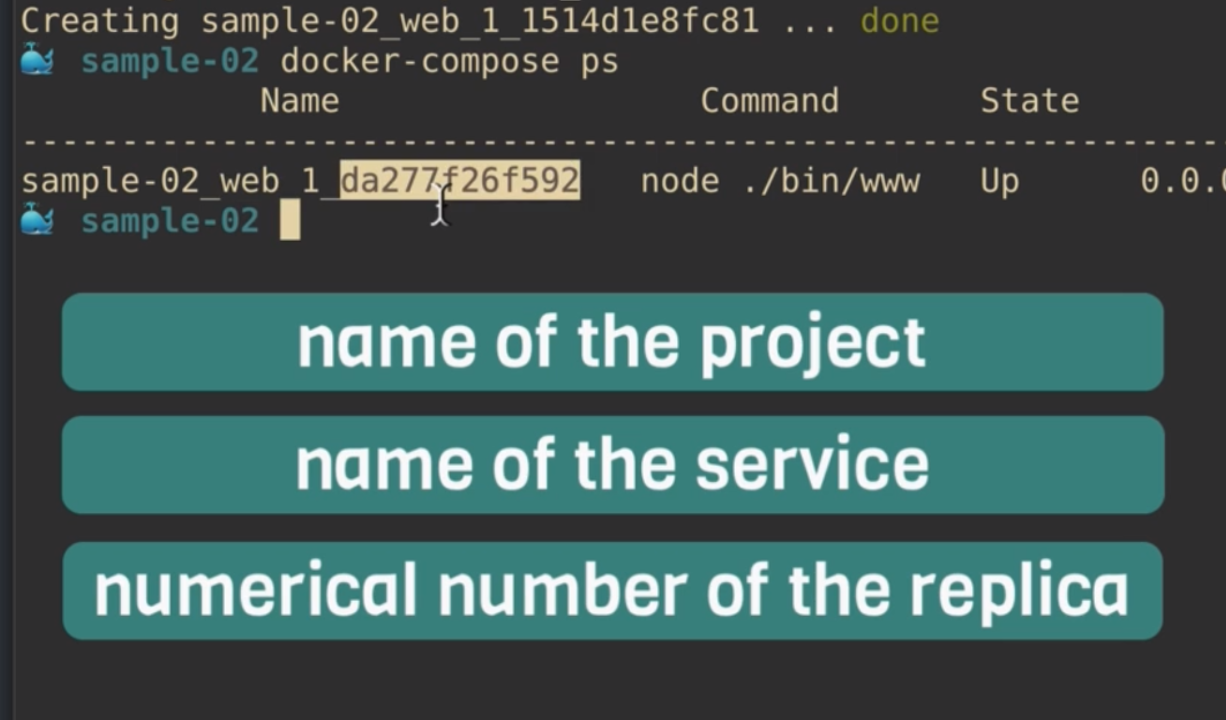 Creating sample-02_web_1_1514d1e8fc81 ... done
sample-02 docker-compose ps
Name Command State
--------------------------------------------------------------
sample-02_web_1_da277f26f592 node ./bin/www Up 0.0.0
sample-02
name of the project
name of the service
numerical number of the replica